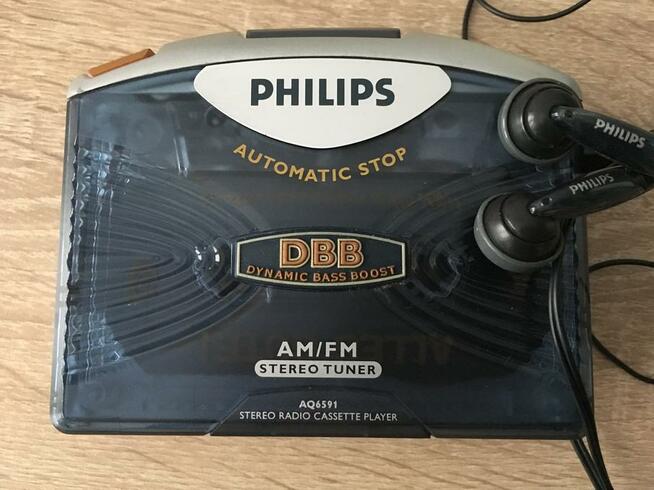 PHILIPS
AUTOMATIC STOP
PHILIPS
PHILIPS
DBB
DYNAMIC BASS BOOST
AM/FM
STEREO TUNER
AQ6591
STEREO RADIO CASSETTE PLAYER